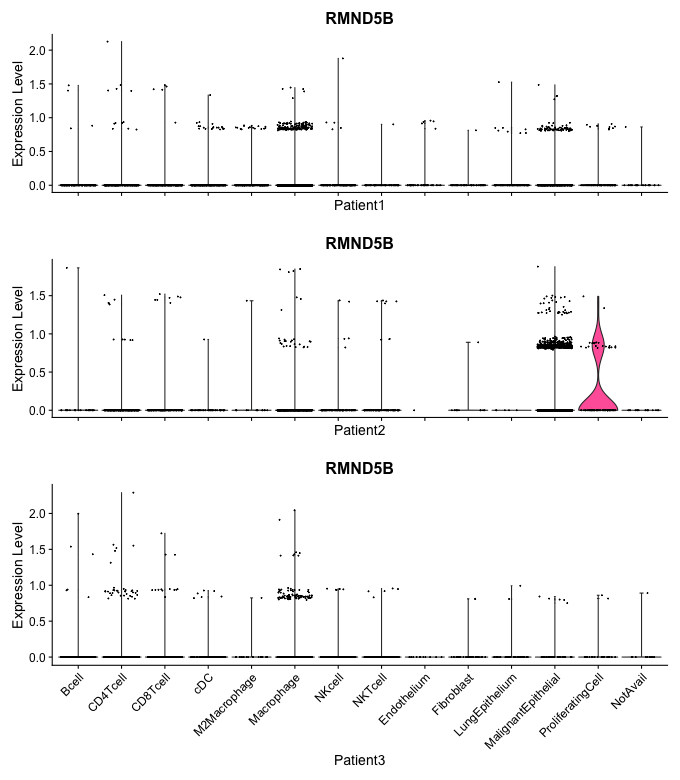 RMND5B
Expression Level
2.0
1.5
1.0
0.5
0.0
Patient1
RMND5B
Expression Level
1.5
1.0
0.5
0.0
Patient2
RMND5B
Expression Level
2.0
1.5
1.0
0.5
0.0
Bcell
CD4Tcell
CD8Tcell
cDC
M2Macrophage
Macrophage
NKcell
NKTcell
Endothelium
Fibroblast
LungEpithelium
MalignantEpithelial
ProliferatingCell
NotAvail
Patient3